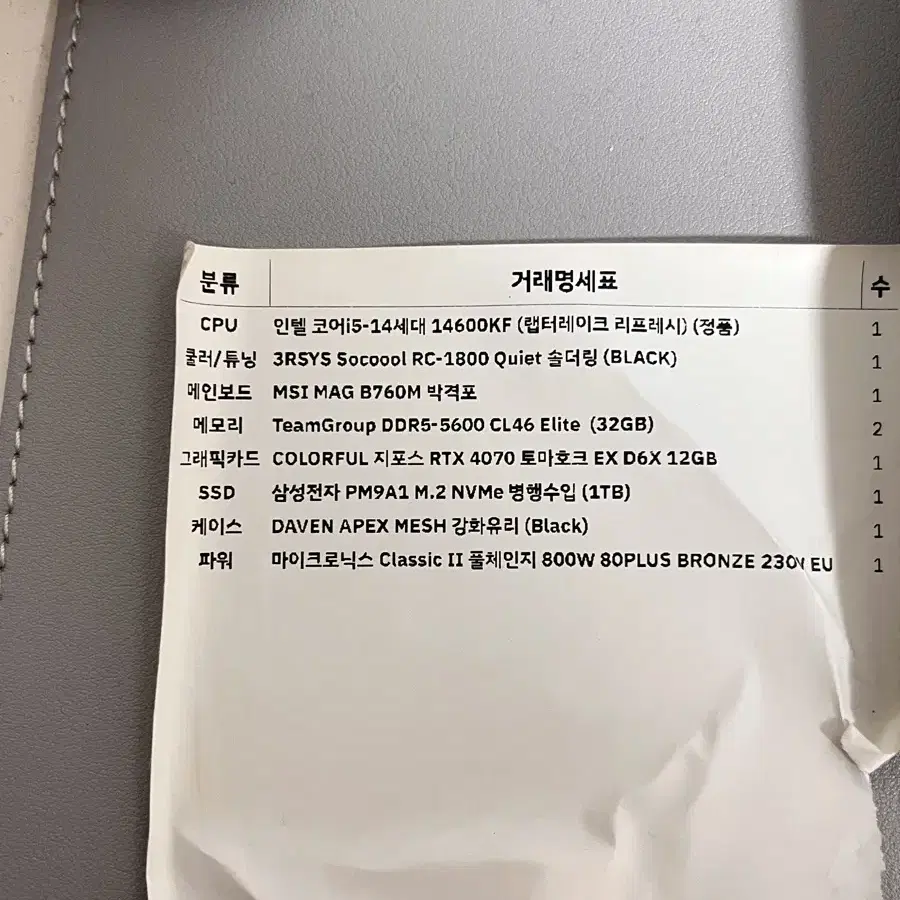 분류 거래명세표 수
CPU 인텔 코어i5-14세대 14600KF (랩터레이크 리프레시) (정품) 1
쿨러/튜닝 3RSYS Socoool RC-1800 Quiet 솔더링 (BLACK) 1
메인보드 MSI MAG B760M 박격포 1
메모리 TeamGroup DDR5-5600 CL46 Elite (32GB) 2
그래픽카드 COLORFUL 지포스 RTX 4070 토마호크 EX D6X 12GB 1
SSD 삼성전자 PM9A1 M.2 NVMe 병행수입 (1TB) 1
케이스 DAVEN APEX MESH 강화유리 (Black) 1
파워 마이크로닉스 Classic II 풀체인지 800W 80PLUS BRONZE 230V EU 1